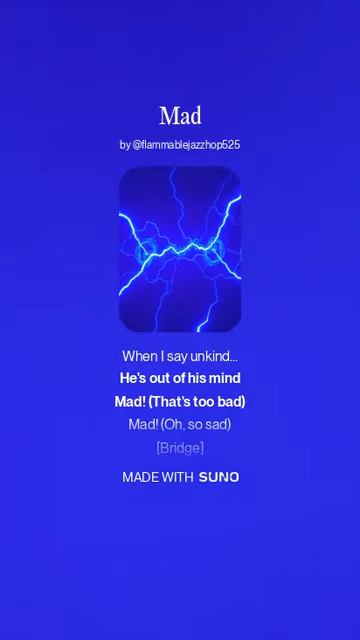 Mad
by @flammablejazzhop525
When I say unkind...
He's out of his mind
Mad! (That's too bad)
Mad! (Oh, so sad)
[Bridge]
MADE WITH SUNO